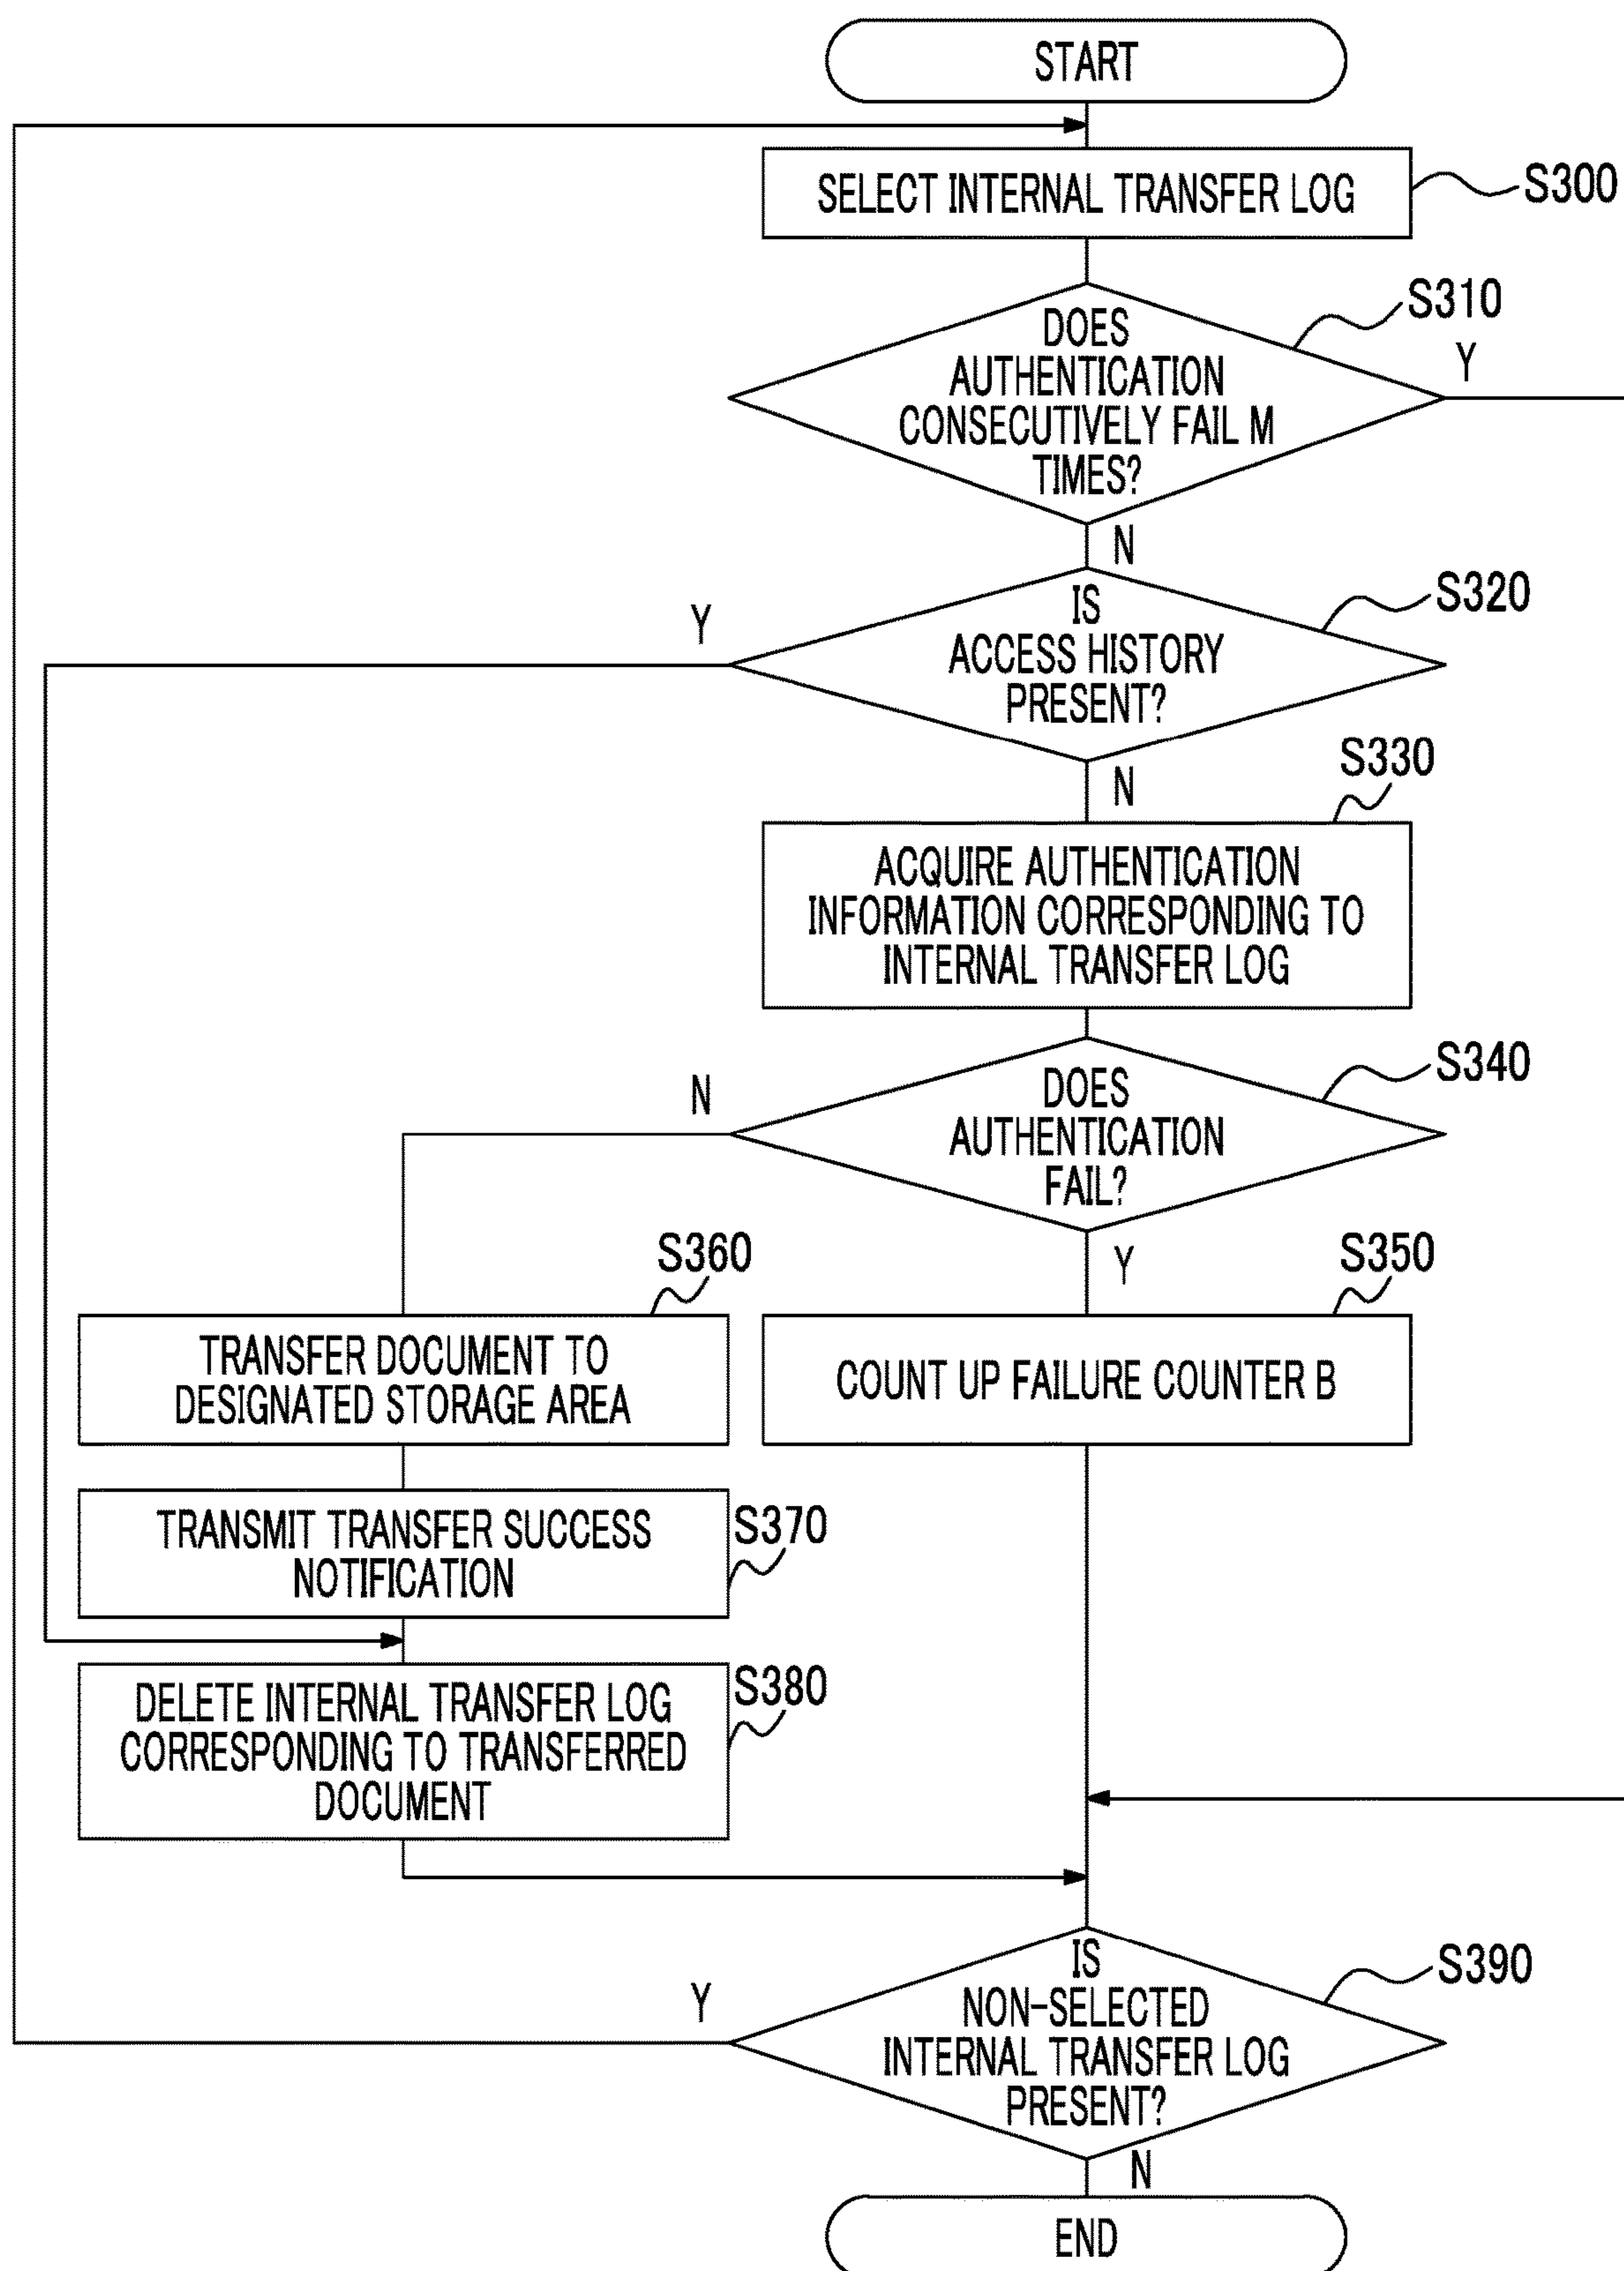 START
SELECT INTERNAL TRANSFER LOG
S300
DOES
AUTHENTICATION
CONSECUTIVELY FAIL M
TIMES?
S310
Y
N
IS
ACCESS HISTORY
PRESENT?
S320
Y
N
S330
ACQUIRE AUTHENTICATION
INFORMATION CORRESPONDING TO
INTERNAL TRANSFER LOG
DOES
AUTHENTICATION
FAIL?
S340
N
Y
S360
TRANSFER DOCUMENT TO
DESIGNATED STORAGE AREA
S350
COUNT UP FAILURE COUNTER B
TRANSMIT TRANSFER SUCCESS
NOTIFICATION
S370
DELETE INTERNAL TRANSFER LOG
CORRESPONDING TO TRANSFERRED
DOCUMENT
S380
IS
NON-SELECTED
INTERNAL TRANSFER LOG
PRESENT?
S390
Y
N
END